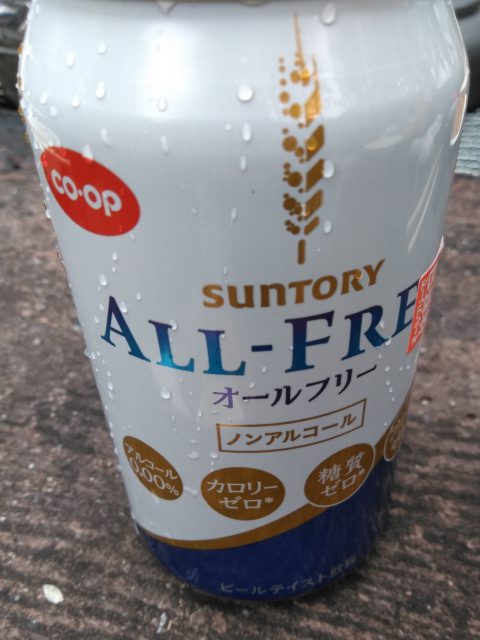 CO·OP
SUNTORY
ALL-FRE
オールフリー
ノンアルコール
アルコール
0.00%
カロリー
ゼロ*
糖質
ゼロ*
ビールテイスト飲料